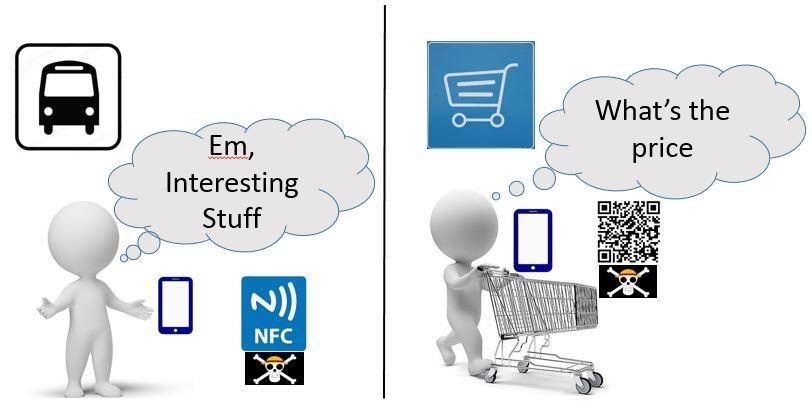 Em,
Interesting
Stuff
NFC
What's the
price